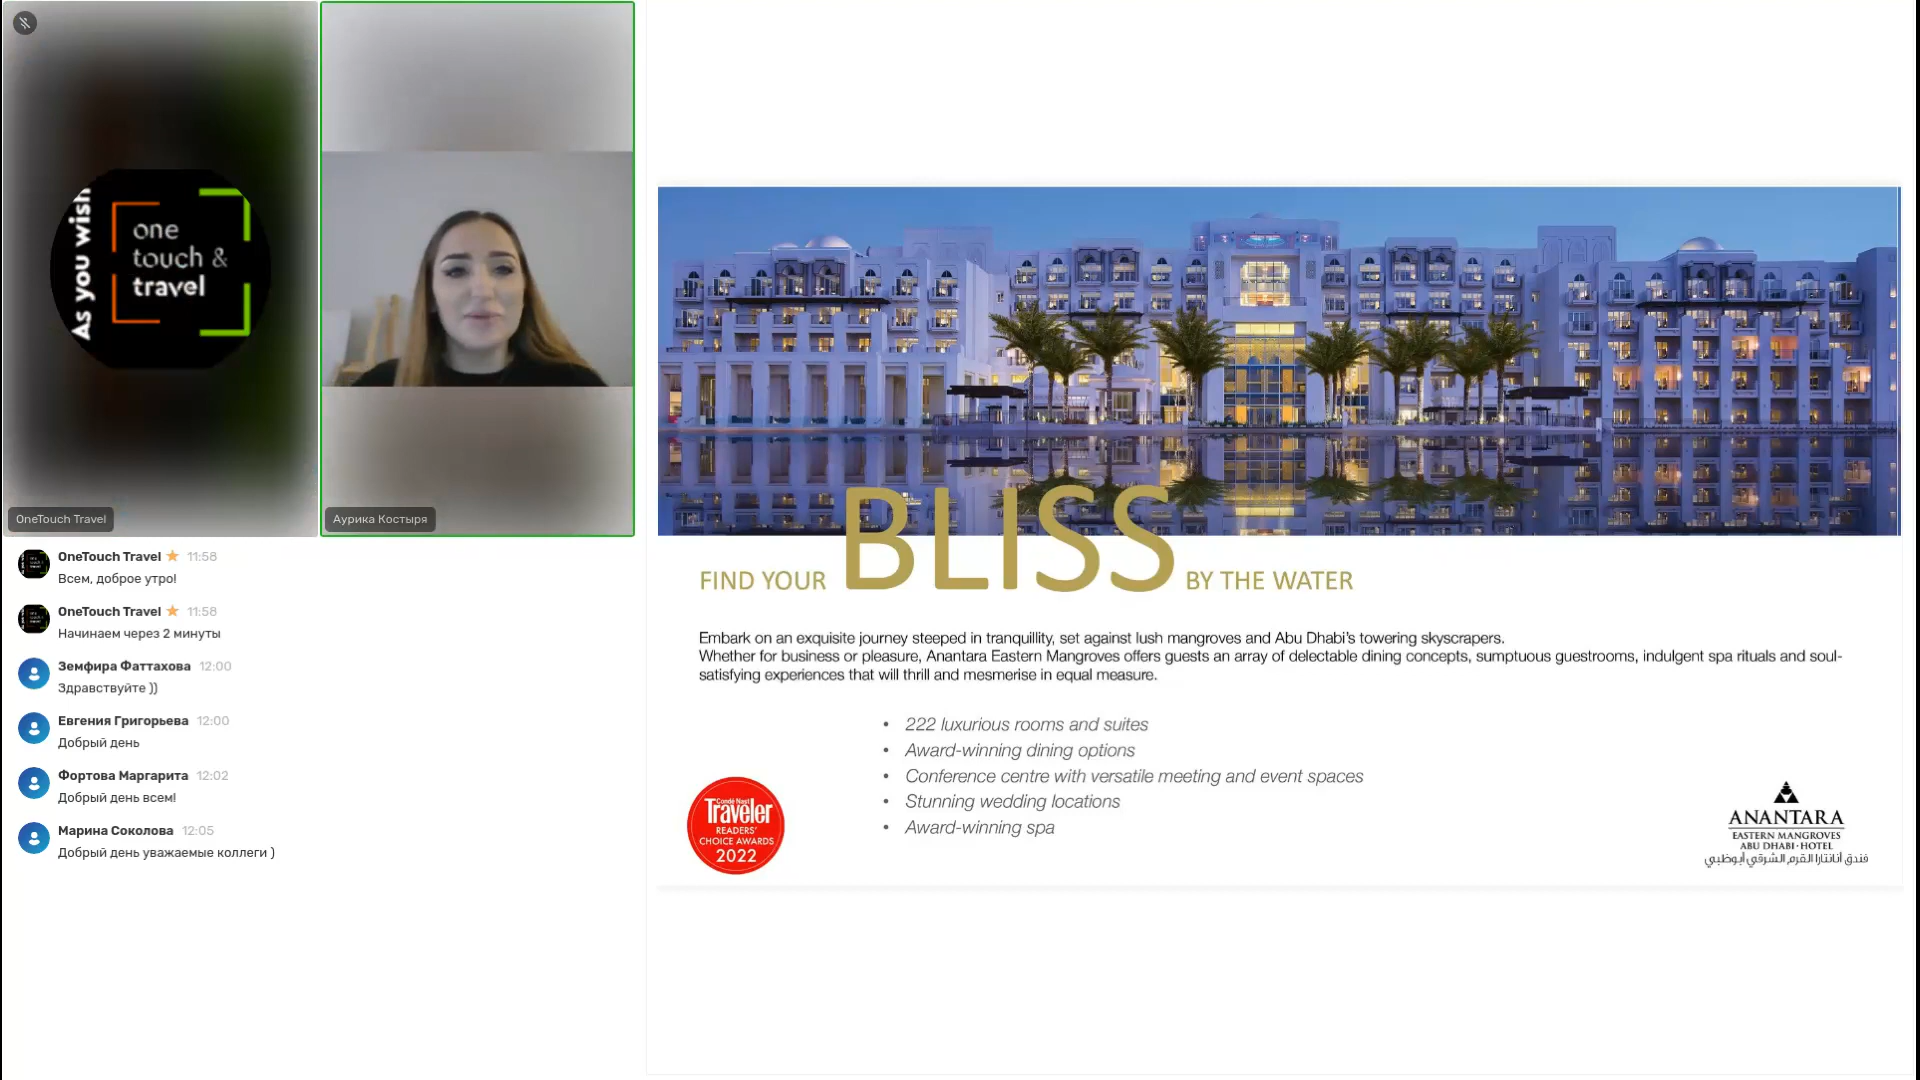 As you wish
one
touch &
travel
OneTouch Travel
Аурика Костыря
OneTouch Travel 11:58
Всем, доброе утро!
OneTouch Travel 11:58
Начинаем через 2 минуты
Земфира Фаттахова 12:00
Здравствуйте ))
Евгения Григорьева 12:00
Добрый день
Фортова Маргарита 12:02
Добрый день всем!
Марина Соколова 12:05
Добрый день уважаемые коллеги )
FIND YOUR BLISS BY THE WATER
Embark on an exquisite journey steeped in tranquillity, set against lush mangroves and Abu Dhabi's towering skyscrapers.
Whether for business or pleasure, Anantara Eastern Mangroves offers guests an array of delectable dining concepts, sumptuous guestrooms, indulgent spa rituals and soul-
satisfying experiences that will thrill and mesmerise in equal measure.
• 222 luxurious rooms and suites
• Award-winning dining options
• Conference centre with versatile meeting and event spaces
• Stunning wedding locations
• Award-winning spa
Condé Nast
Traveler
READERS'
CHOICE AWARDS
2022
ANANTARA
EASTERN MANGROVES
ABU DHABI·HOTEL
فندق أنانتارا القرم الشرقي أبوظبي